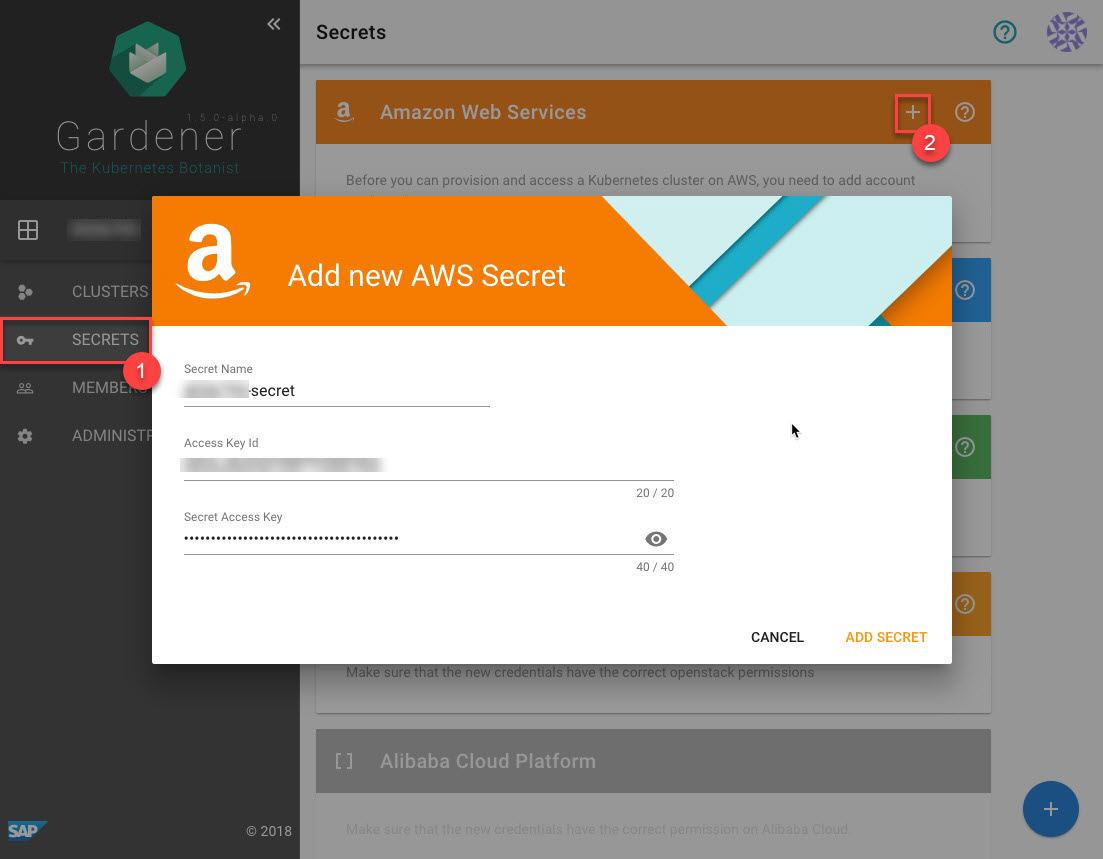 1.5.0-alpha.0
Gardener
The Kubernetes Botanist
CLUSTERS
SECRETS
1
MEMBER
ADMINISTR
SAP
© 2018
Secrets
Amazon Web Services
2
Before you can provision and access a Kubernetes cluster on AWS, you need to add account
a
Add new AWS Secret
Secret Name
-secret
Access Key Id
20 / 20
Secret Access Key
••••••••••••••••••••••••••••••••••••••••
40 / 40
CANCEL
ADD SECRET
Make sure that the new credentials have the correct openstack permissions
Alibaba Cloud Platform
Make sure that the new credentials have the correct permission on Alibaba Cloud.